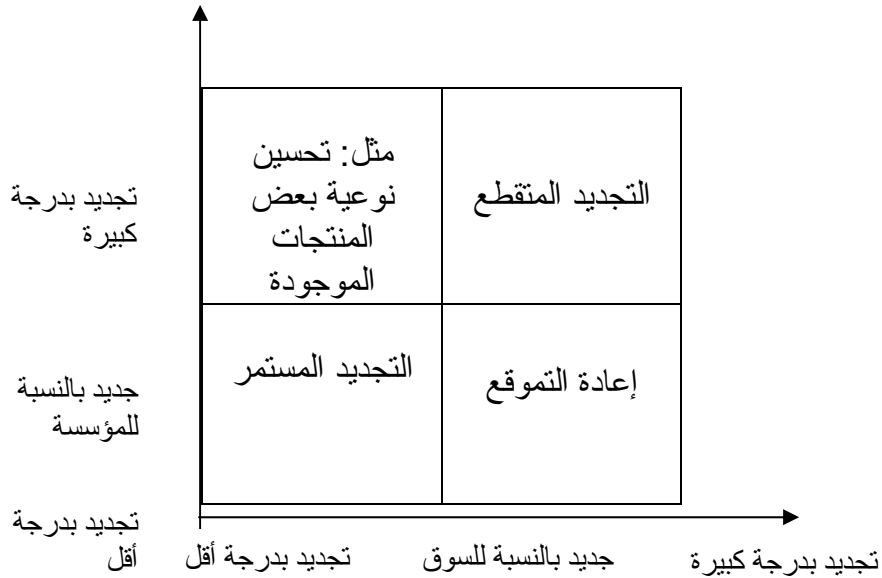 مثل: تحسين
نوعية بعض
المنتجات
الموجودة
التجديد المتقطع
تجديد بدرجة
كبيرة
التجديد المستمر
إعادة التموقع
جديد بالنسبة
للمؤسسة
تجديد بدرجة
أقل
تجديد بدرجة أقل
جديد بالنسبة للسوق
تجديد بدرجة كبيرة